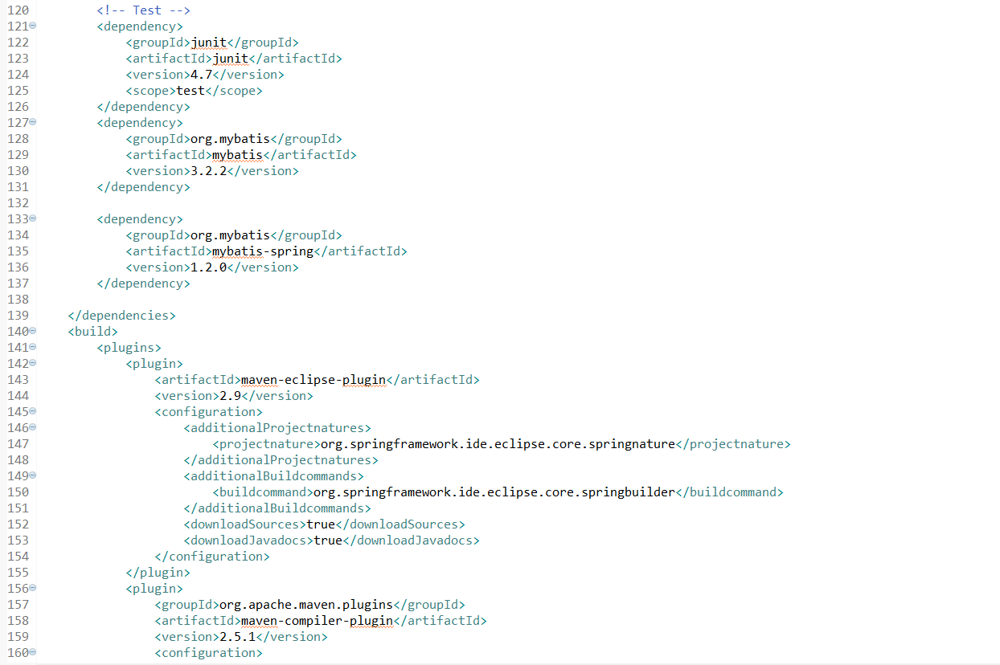 120 <!-- Test -->
121 <dependency>
122 <groupId>junit</groupId>
123 <artifactId>junit</artifactId>
124 <version>4.7</version>
125 <scope>test</scope>
126 </dependency>
127 <dependency>
128 <groupId>org.mybatis</groupId>
129 <artifactId>mybatis</artifactId>
130 <version>3.2.2</version>
131 </dependency>
132
133 <dependency>
134 <groupId>org.mybatis</groupId>
135 <artifactId>mybatis-spring</artifactId>
136 <version>1.2.0</version>
137 </dependency>
138
139 </dependencies>
140 <build>
141 <plugins>
142 <plugin>
143 <artifactId>maven-eclipse-plugin</artifactId>
144 <version>2.9</version>
145 <configuration>
146 <additionalProjectnatures>
147 <projectnature>org.springframework.ide.eclipse.core.springnature</projectnature>
148 </additionalProjectnatures>
149 <additionalBuildcommands>
150 <buildcommand>org.springframework.ide.eclipse.core.springbuilder</buildcommand>
151 </additionalBuildcommands>
152 <downloadSources>true</downloadSources>
153 <downloadJavadocs>true</downloadJavadocs>
154 </configuration>
155 </plugin>
156 <plugin>
157 <groupId>org.apache.maven.plugins</groupId>
158 <artifactId>maven-compiler-plugin</artifactId>
159 <version>2.5.1</version>
160 <configuration>